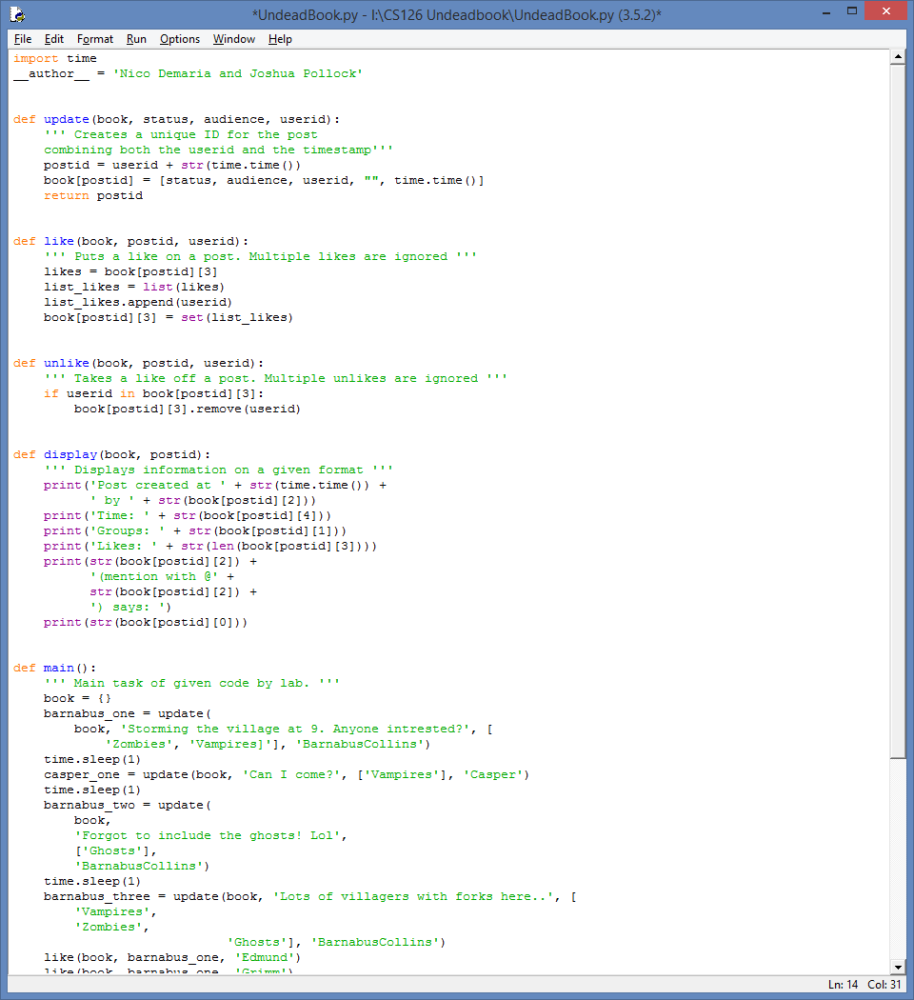 *UndeadBook.py - I:\CS126 Undeadbook\UndeadBook.py (3.5.2)*
File Edit Format Run Options Window Help
import time
__author__ = 'Nico Demaria and Joshua Pollock'
def update(book, status, audience, userid):
    ''' Creates a unique ID for the post
    combining both the userid and the timestamp'''
    postid = userid + str(time.time())
    book[postid] = [status, audience, userid, "", time.time()]
    return postid
def like(book, postid, userid):
    ''' Puts a like on a post. Multiple likes are ignored '''
    likes = book[postid][3]
    list_likes = list(likes)
    list_likes.append(userid)
    book[postid][3] = set(list_likes)
def unlike(book, postid, userid):
    ''' Takes a like off a post. Multiple unlikes are ignored '''
    if userid in book[postid][3]:
        book[postid][3].remove(userid)
def display(book, postid):
    ''' Displays information on a given format '''
    print('Post created at ' + str(time.time()) +
          ' by ' + str(book[postid][2]))
    print('Time: ' + str(book[postid][4]))
    print('Groups: ' + str(book[postid][1]))
    print('Likes: ' + str(len(book[postid][3])))
    print(str(book[postid][2]) +
          '(mention with @' +
          str(book[postid][2]) +
          ') says: ')
    print(str(book[postid][0]))
def main():
    ''' Main task of given code by lab. '''
    book = {}
    barnabus_one = update(
        book, 'Storming the village at 9. Anyone intrested?', [
            'Zombies', 'Vampires]'], 'BarnabusCollins')
    time.sleep(1)
    casper_one = update(book, 'Can I come?', ['Vampires'], 'Casper')
    time.sleep(1)
    barnabus_two = update(
        book,
        'Forgot to include the ghosts! Lol',
        ['Ghosts'],
        'BarnabusCollins')
    time.sleep(1)
    barnabus_three = update(book, 'Lots of villagers with forks here..', [
        'Vampires',
        'Zombies',
                            'Ghosts'], 'BarnabusCollins')
    like(book, barnabus_one, 'Edmund')
    like(book, barnabus_one, 'Grimm')
Ln: 14 Col: 31